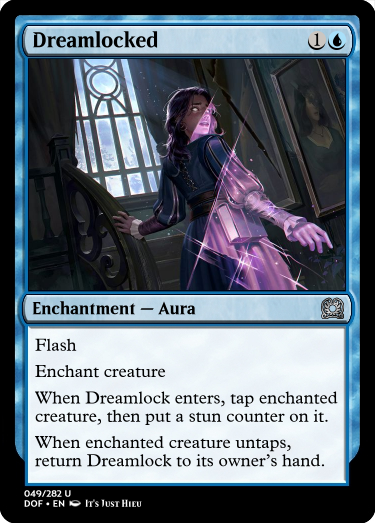 Dreamlocked 1
Enchantment — Aura
Flash
Enchant creature
When Dreamlock enters, tap enchanted
creature, then put a stun counter on it.
When enchanted creature untaps,
return Dreamlock to its owner's hand.
049/282 U
DOF • EN It's Just Hieu